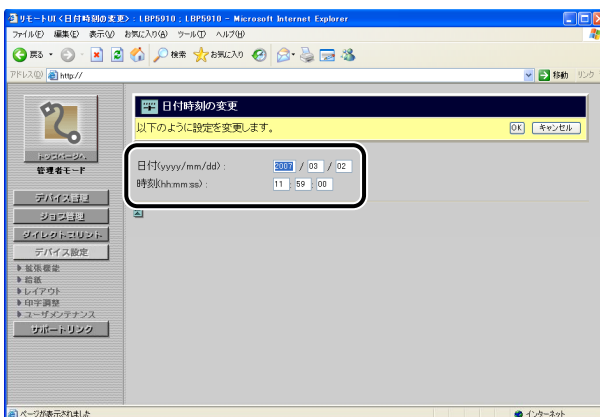 リモートUI <日付時刻の変更> : LBP5910 ; LBP5910 - Microsoft Internet Explorer
ファイル(F) 編集(E) 表示(V) お気に入り(A) ツール(T) ヘルプ(H)
戻る 検索 お気に入り
アドレス(D) http:// 移動 リンク
トップページへ
管理者モード
デバイス管理
ジョブ管理
ダイレクトプリント
デバイス設定
拡張機能
給紙
レイアウト
印字調整
ユーザメンテナンス
サポートリンク
日付時刻の変更
以下のように設定を変更します。 OK キャンセル
日付(yyyy/mm/dd) : 2007 / 03 / 02
時刻(hh:mm:ss) : 11 : 59 : 00
ページが表示されました インターネット